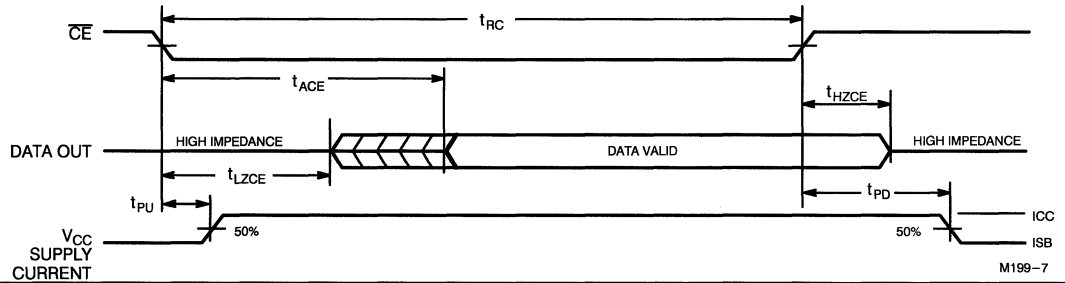 tRC
CE
tACE
tHZCE
HIGH IMPEDANCE
DATA OUT
DATA VALID
HIGH IMPEDANCE
tLZCE
tPD
tPU
50%
50%
ICC
ISB
VCC
SUPPLY
CURRENT
M199–7